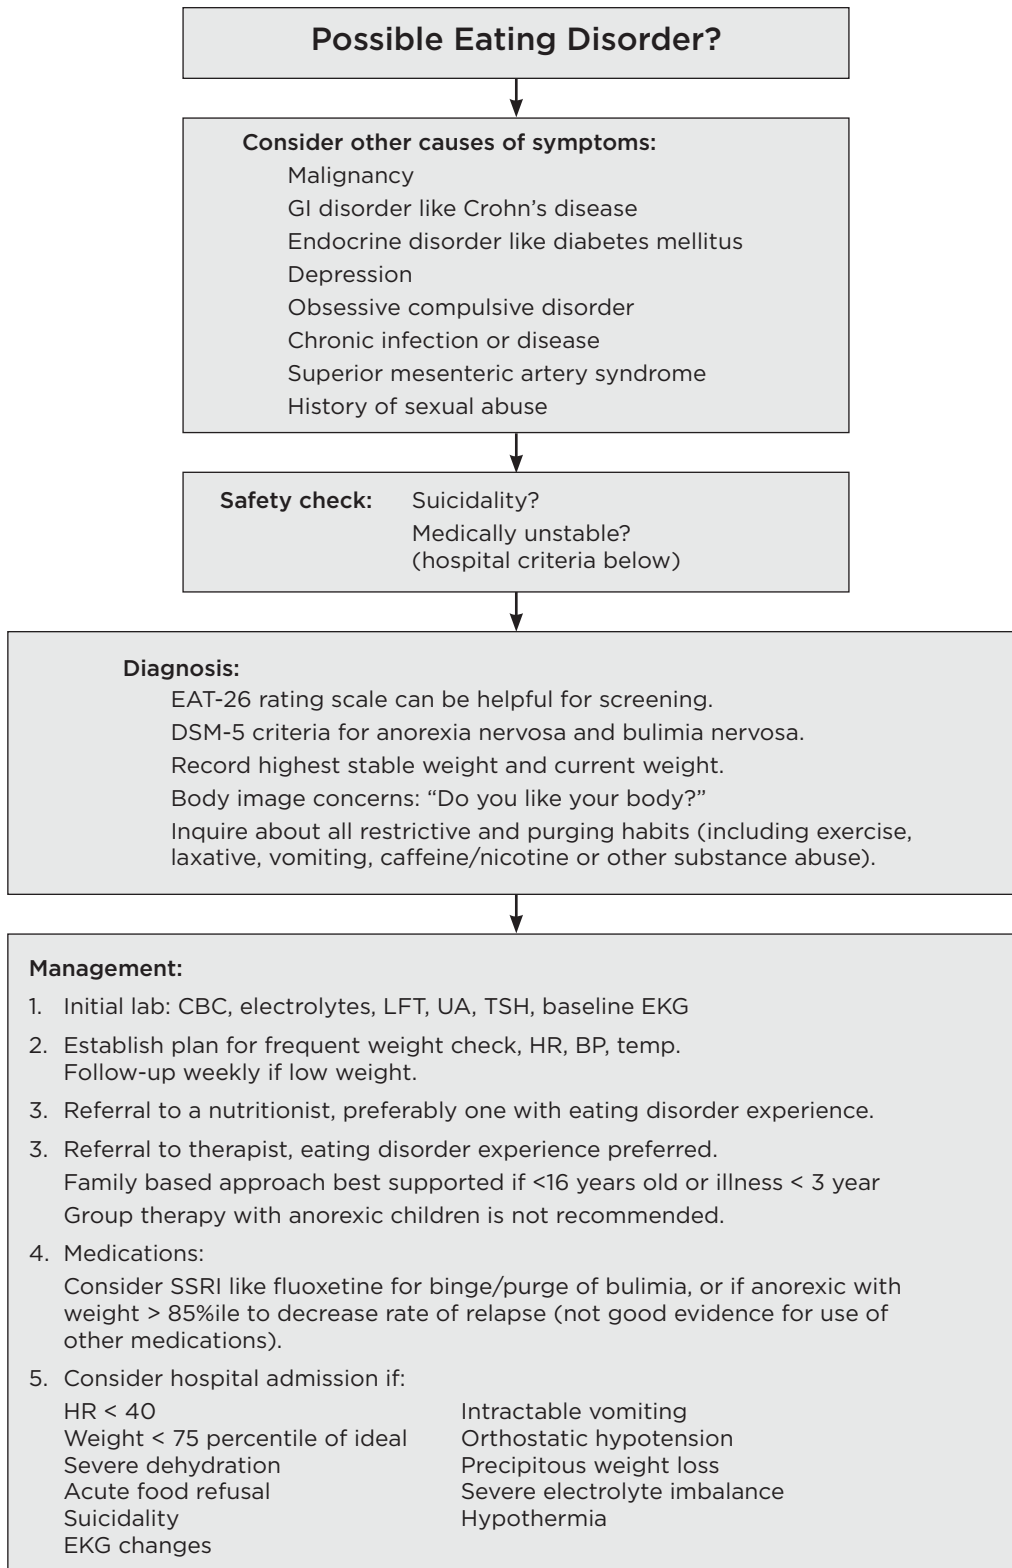 Possible Eating Disorder?
Consider other causes of symptoms:
Malignancy
GI disorder like Crohn’s disease
Endocrine disorder like diabetes mellitus
Depression
Obsessive compulsive disorder
Chronic infection or disease
Superior mesenteric artery syndrome
History of sexual abuse
Safety check: Suicidality?
Medically unstable?
(hospital criteria below)
Diagnosis:
EAT-26 rating scale can be helpful for screening.
DSM-5 criteria for anorexia nervosa and bulimia nervosa.
Record highest stable weight and current weight.
Body image concerns: “Do you like your body?”
Inquire about all restrictive and purging habits (including exercise,
laxative, vomiting, caffeine/nicotine or other substance abuse).
Management:
1. Initial lab: CBC, electrolytes, LFT, UA, TSH, baseline EKG
2. Establish plan for frequent weight check, HR, BP, temp.
Follow-up weekly if low weight.
3. Referral to a nutritionist, preferably one with eating disorder experience.
3. Referral to therapist, eating disorder experience preferred.
Family based approach best supported if <16 years old or illness < 3 year
Group therapy with anorexic children is not recommended.
4. Medications:
Consider SSRI like fluoxetine for binge/purge of bulimia, or if anorexic with
weight > 85%ile to decrease rate of relapse (not good evidence for use of
other medications).
5. Consider hospital admission if:
HR < 40
Weight < 75 percentile of ideal
Severe dehydration
Acute food refusal
Suicidality
EKG changes
Intractable vomiting
Orthostatic hypotension
Precipitous weight loss
Severe electrolyte imbalance
Hypothermia